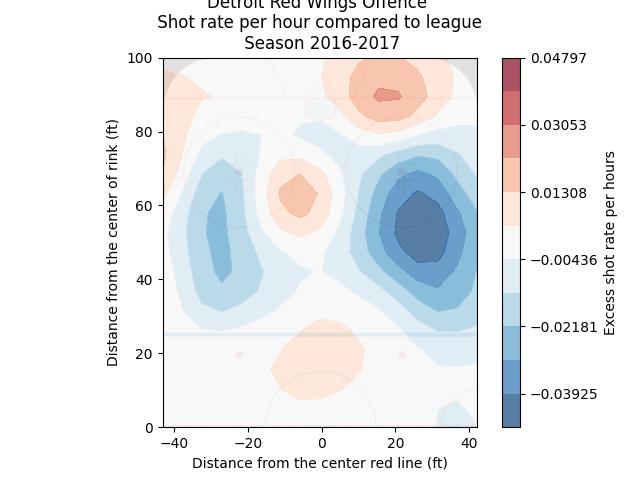 Detroit Red Wings Offence
Shot rate per hour compared to league
Season 2016-2017
100
80
60
40
20
0
−40
−20
0
20
40
Distance from the center of rink (ft)
Distance from the center red line (ft)
0.04797
0.03053
0.01308
−0.00436
−0.02181
−0.03925
Excess shot rate per hours